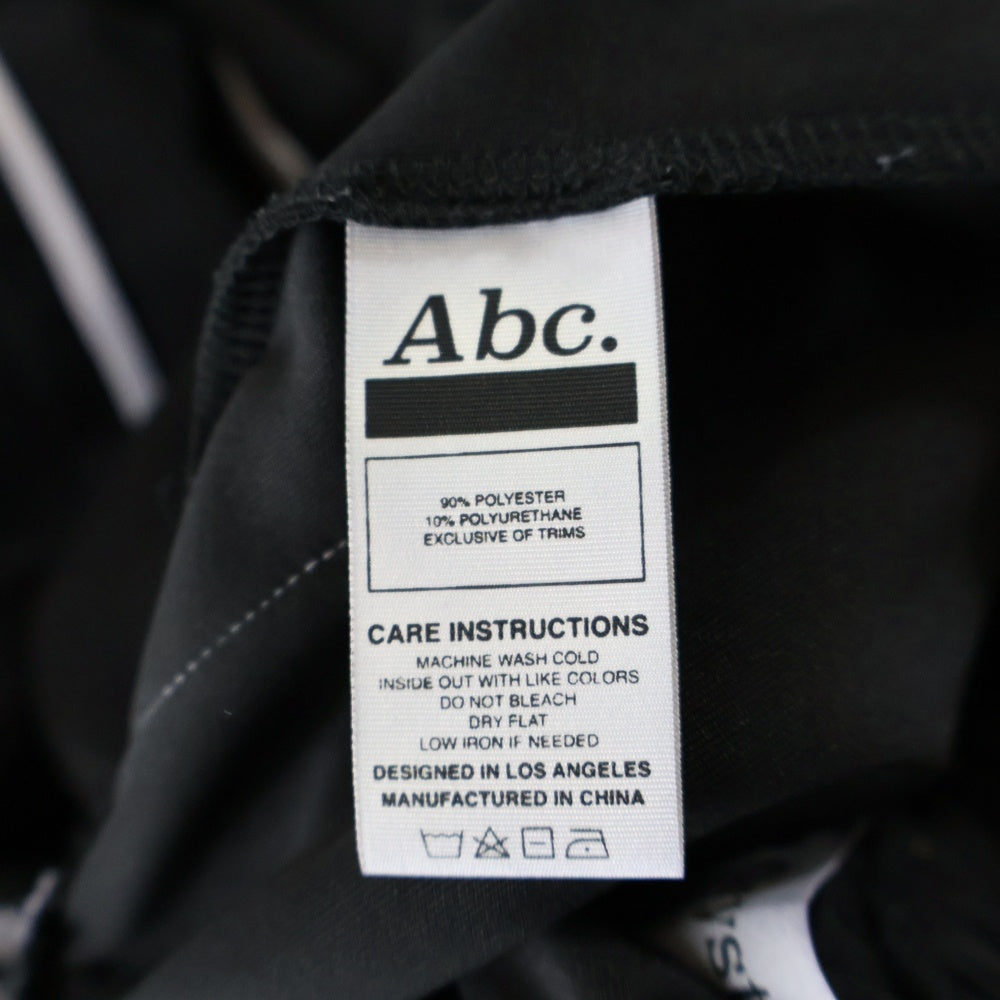 Abc.
90% POLYESTER
10% POLYURETHANE
EXCLUSIVE OF TRIMS
CARE INSTRUCTIONS
MACHINE WASH COLD
INSIDE OUT WITH LIKE COLORS
DO NOT BLEACH
DRY FLAT
LOW IRON IF NEEDED
DESIGNED IN LOS ANGELES
MANUFACTURED IN CHINA